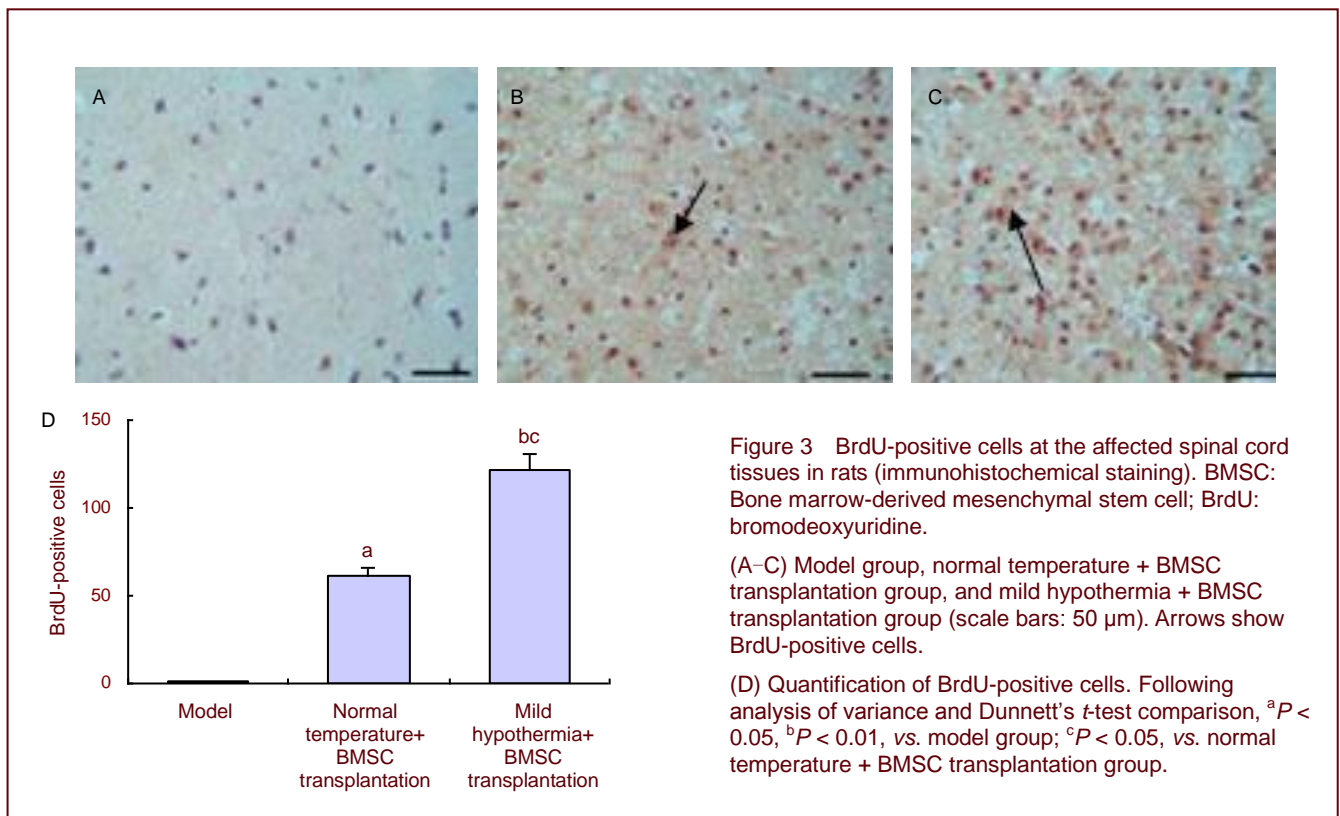 A
B
C
D
150
100
50
0
BrdU-positive cells
a
bc
Model
Normal
temperature+
BMSC
transplantation
Mild
hypothermia+
BMSC
transplantation
Figure 3 BrdU-positive cells at the affected spinal cord
tissues in rats (immunohistochemical staining). BMSC:
Bone marrow-derived mesenchymal stem cell; BrdU:
bromodeoxyuridine.
(A–C) Model group, normal temperature + BMSC
transplantation group, and mild hypothermia + BMSC
transplantation group (scale bars: 50 µm). Arrows show
BrdU-positive cells.
(D) Quantification of BrdU-positive cells. Following
analysis of variance and Dunnett's t-test comparison, aP <
0.05, bP < 0.01, vs. model group; cP < 0.05, vs. normal
temperature + BMSC transplantation group.